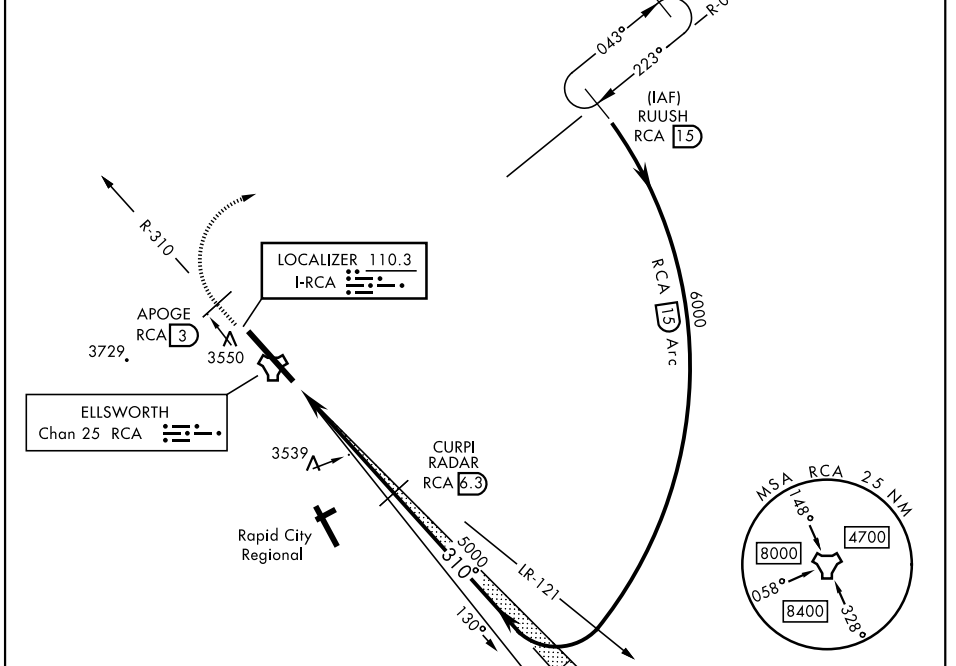 043°
R-0
223°
(IAF)
RUUSH
RCA 15
R-310
LOCALIZER 110.3
I-RCA
APOGE
RCA 3
3550
3729
RCA 15 Arc
6000
ELLSWORTH
Chan 25 RCA
3539
CURPI
RADAR
RCA 6.3
Rapid City
Regional
5000
310°
LR-121
130°
MSA RCA 25 NM
148°
4700
8000
058°
8400
328°